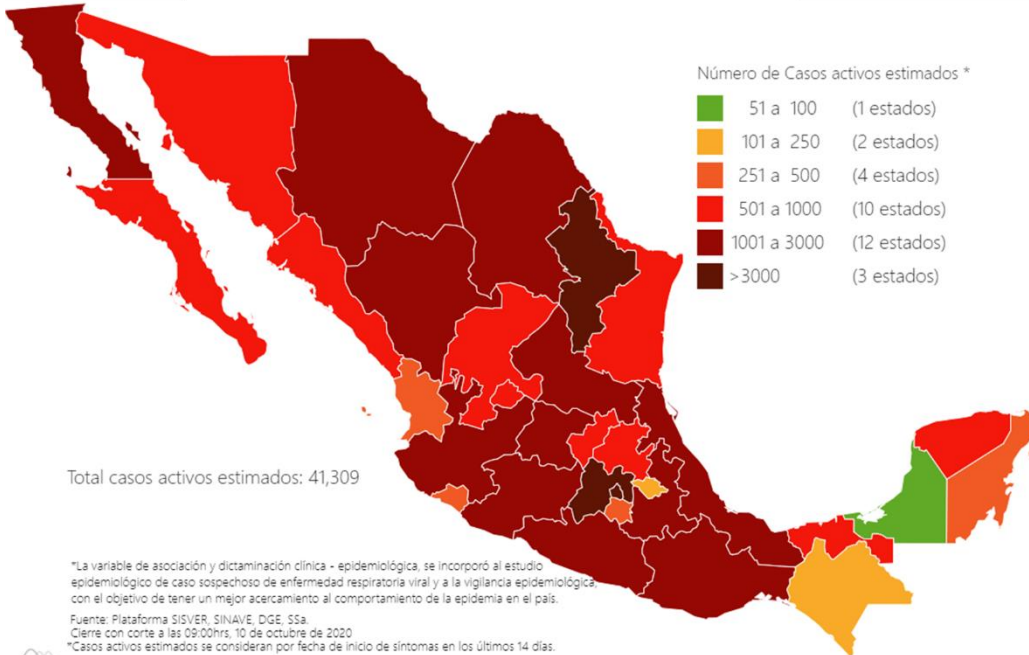 Número de Casos activos estimados *
51 a 100 (1 estados)
101 a 250 (2 estados)
251 a 500 (4 estados)
501 a 1000 (10 estados)
1001 a 3000 (12 estados)
>3000 (3 estados)
Total casos activos estimados: 41,309
*La variable de asociación y dictaminación clínica - epidemiológica, se incorporó al estudio
epidemiológico de caso sospechoso de enfermedad respiratoria viral y a la vigilancia epidemiológica,
con el objetivo de tener un mejor acercamiento al comportamiento de la epidemia en el país.
Fuente: Plataforma SISVER, SINAVE, DGE, SSa.
Cierre con corte a las 09:00hrs, 10 de octubre de 2020
*Casos activos estimados se consideran por fecha de inicio de síntomas en los últimos 14 días.